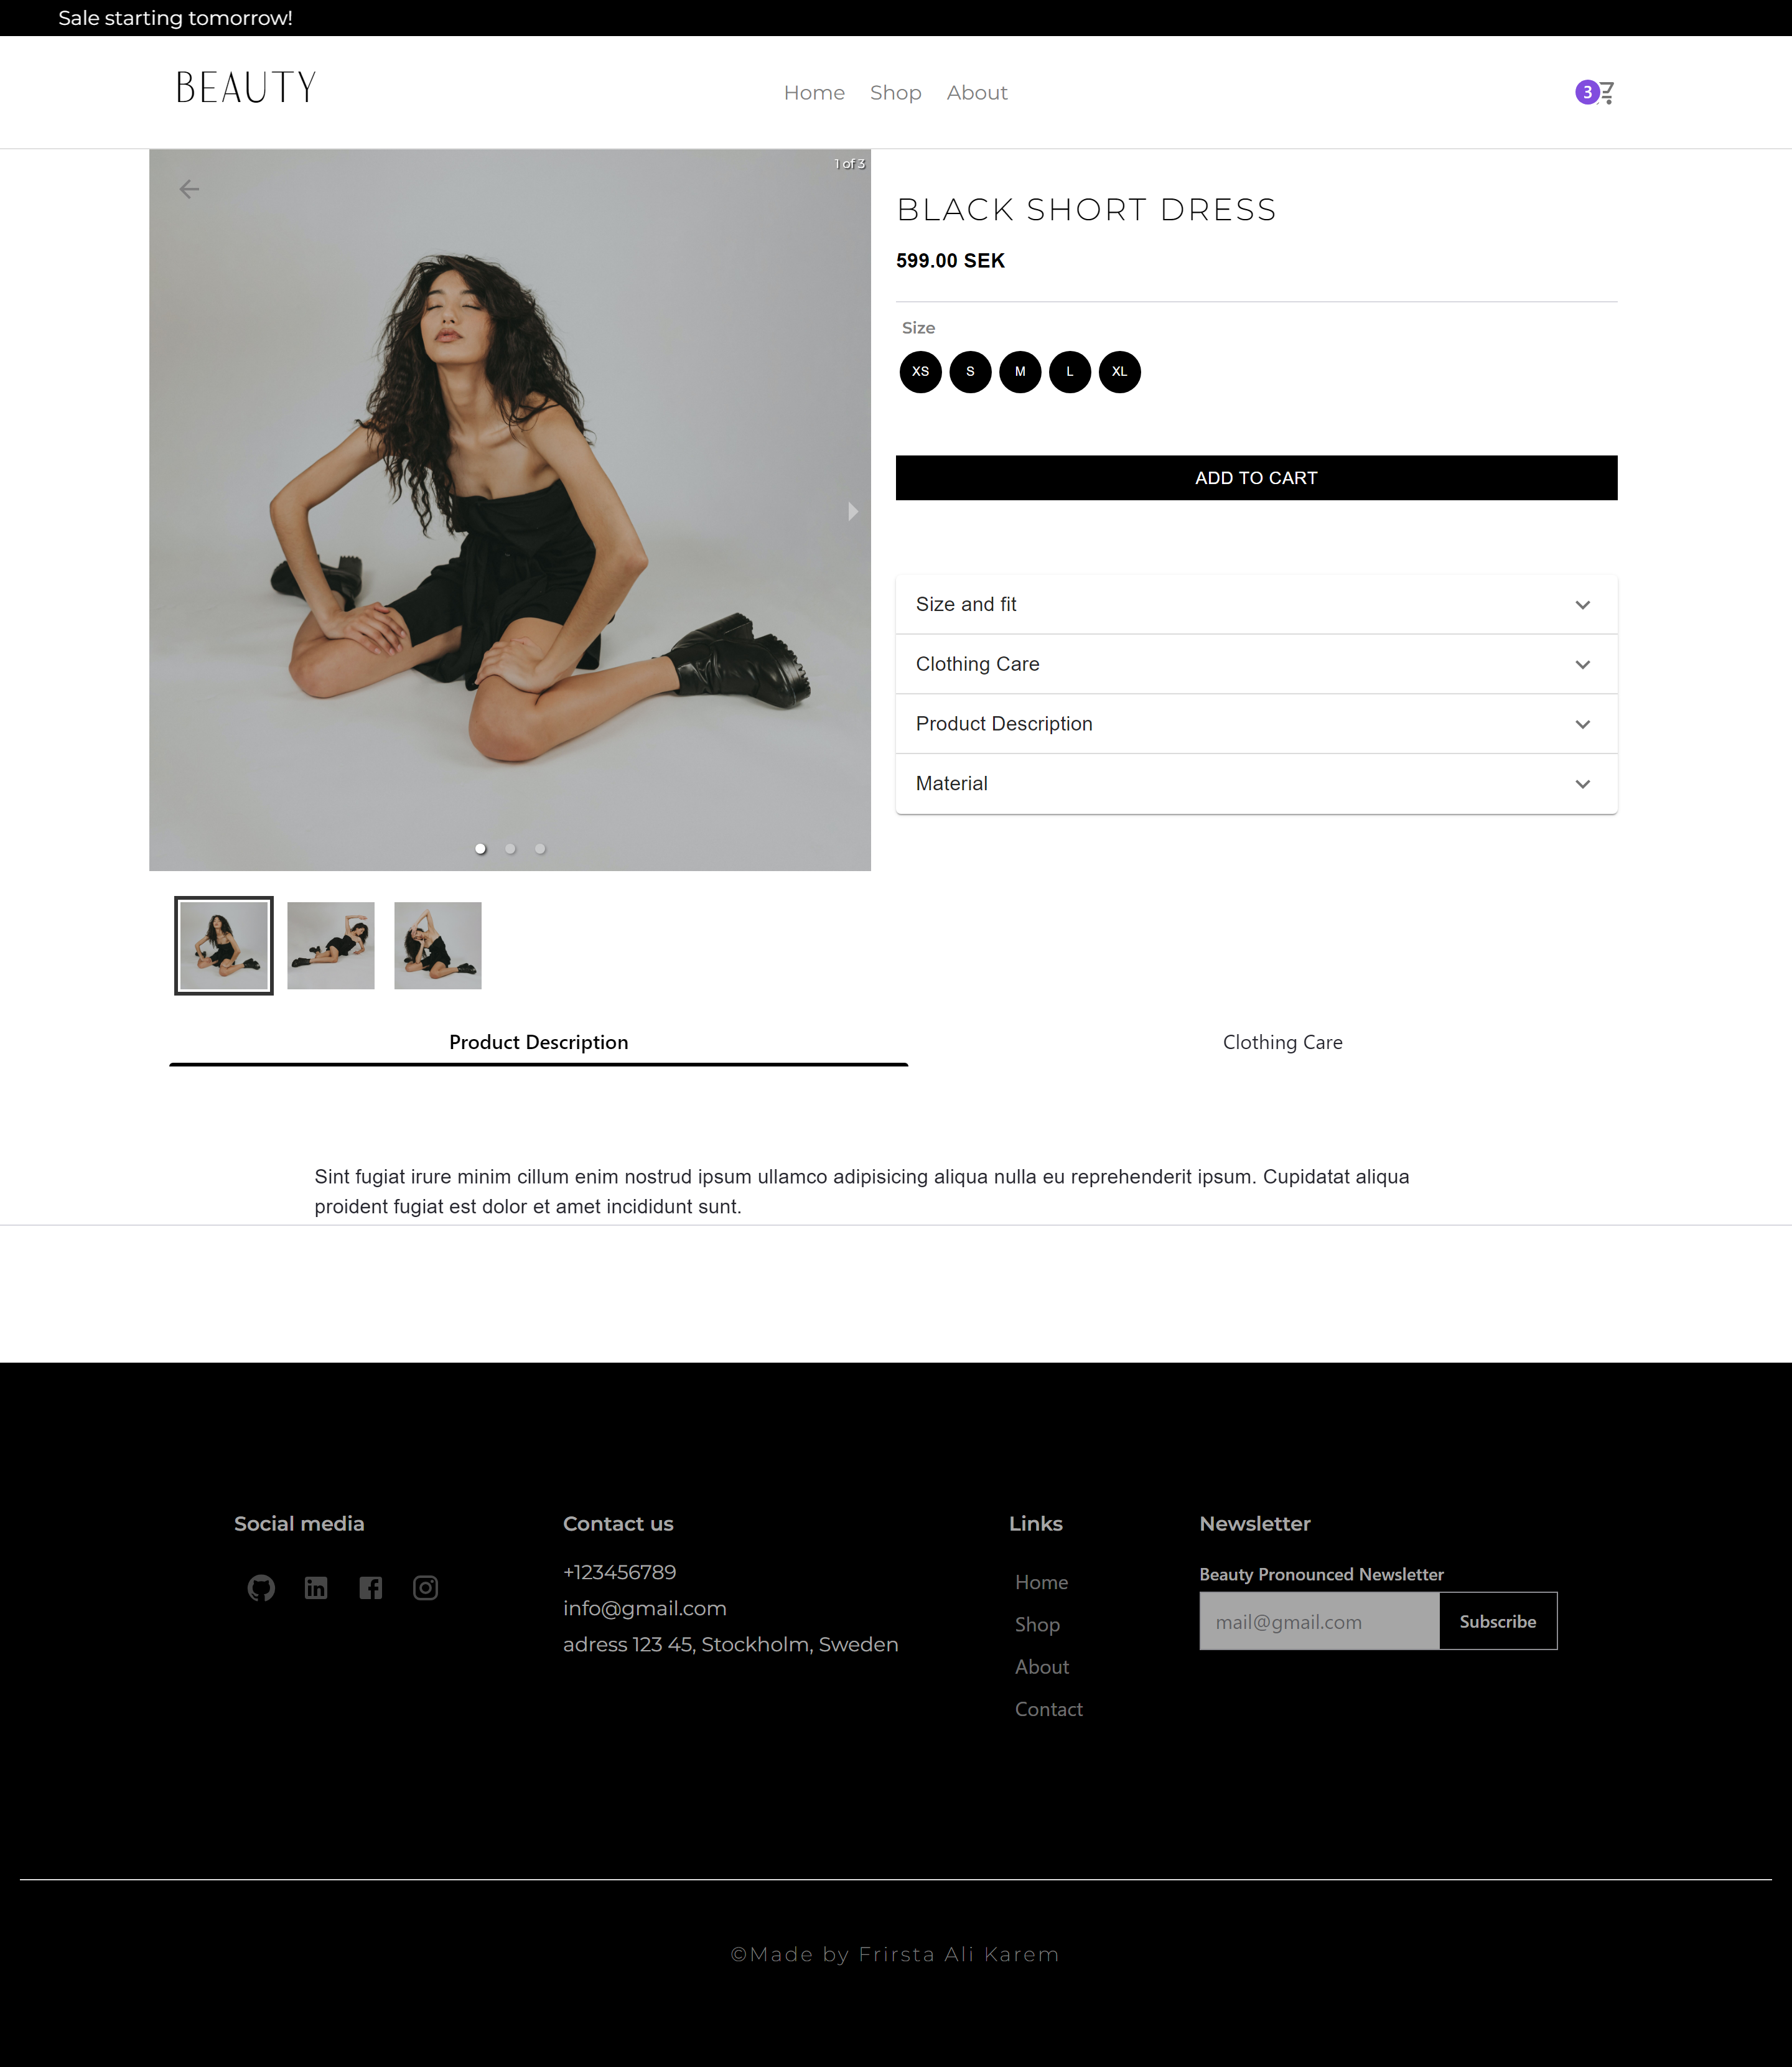 Sale starting tomorrow!
BEAUTY
Home Shop About
3
1 of 3
BLACK SHORT DRESS
599.00 SEK
Size
XS S M L XL
ADD TO CART
Size and fit
Clothing Care
Product Description
Material
Product Description
Clothing Care
Sint fugiat irure minim cillum enim nostrud ipsum ullamco adipisicing aliqua nulla eu reprehenderit ipsum. Cupidatat aliqua
proident fugiat est dolor et amet incididunt sunt.
Social media
Contact us
+123456789
info@gmail.com
adress 123 45, Stockholm, Sweden
Links
Home
Shop
About
Contact
Newsletter
Beauty Pronounced Newsletter
mail@gmail.com
Subscribe
©Made by Frirsta Ali Karem